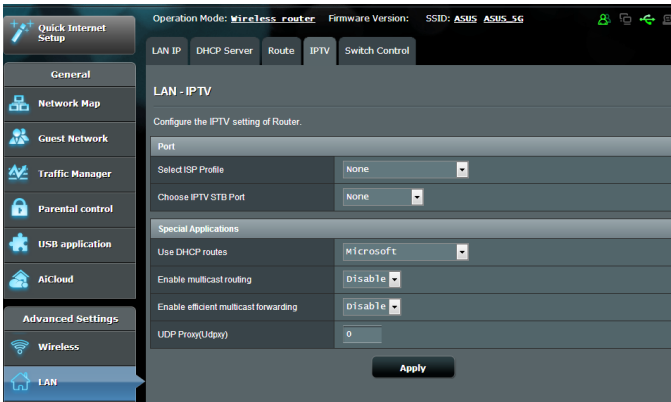 Operation Mode: Wireless router Firmware Version: SSID: ASUS ASUS_5G
Quick Internet
Setup
General
Network Map
Guest Network
Traffic Manager
Parental control
USB application
AiCloud
Advanced Settings
Wireless
LAN
LAN IP DHCP Server Route IPTV Switch Control
LAN - IPTV
Configure the IPTV setting of Router.
Port
Select ISP Profile None
Choose IPTV STB Port None
Special Applications
Use DHCP routes Microsoft
Enable multicast routing Disable
Enable efficient multicast forwarding Disable
UDP Proxy(Udpxy) 0
Apply